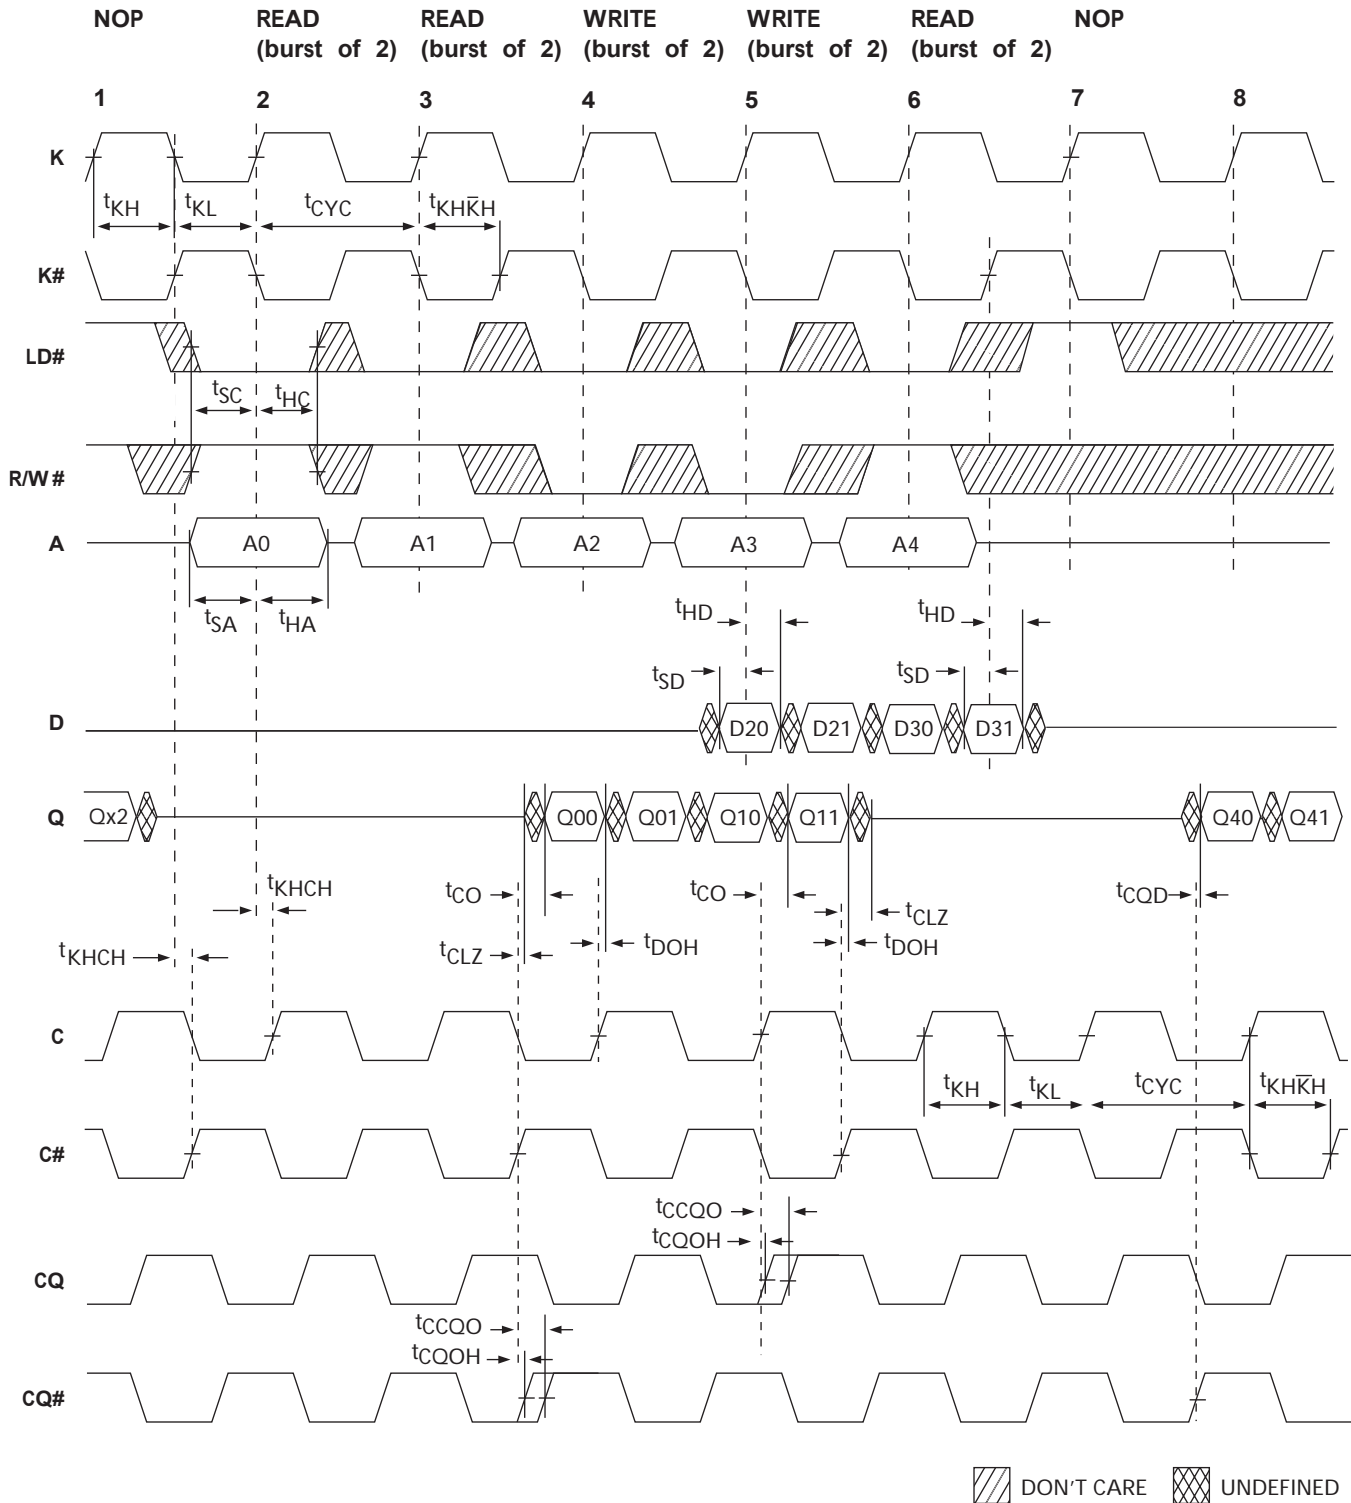 NOP READ READ WRITE WRITE READ NOP
(burst of 2) (burst of 2) (burst of 2) (burst of 2) (burst of 2)
1 2 3 4 5 6 7 8
K
tKH tKL tCYC tKHK̅H
K#
LD#
tSC tHC
R/W#
A A0 A1 A2 A3 A4
tSA tHA tHD tHD
tSD tSD
D D20 D21 D30 D31
Q Qx2 Q00 Q01 Q10 Q11 Q40 Q41
tKHCH tCO tCO tCQD
tCLZ
tKHCH tCLZ tDOH tDOH
C
tKH tKL tCYC tKHK̅H
C#
tCCQO
tCQOH
CQ
tCCQO
tCQOH
CQ#
DON'T CARE UNDEFINED